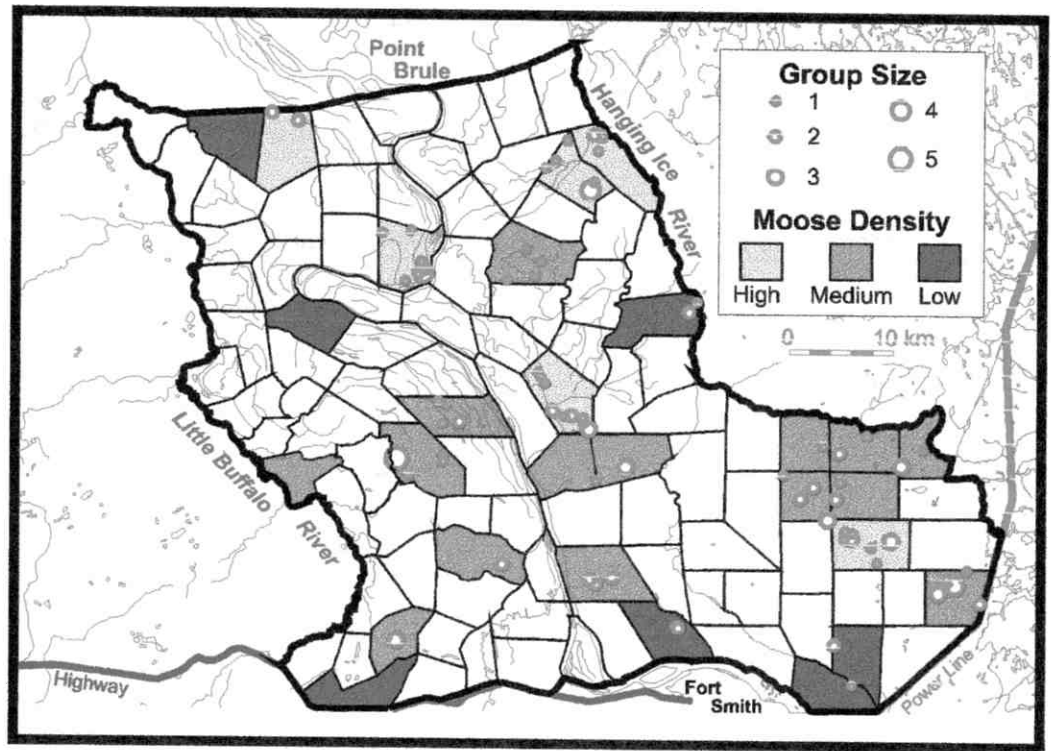 Point
Brule
Hanging Ice
River
Group Size
1
2
3
4
5
Moose Density
High
Medium
Low
0
10 km
Little Buffalo
River
Highway
Fort
Smith
Power Line